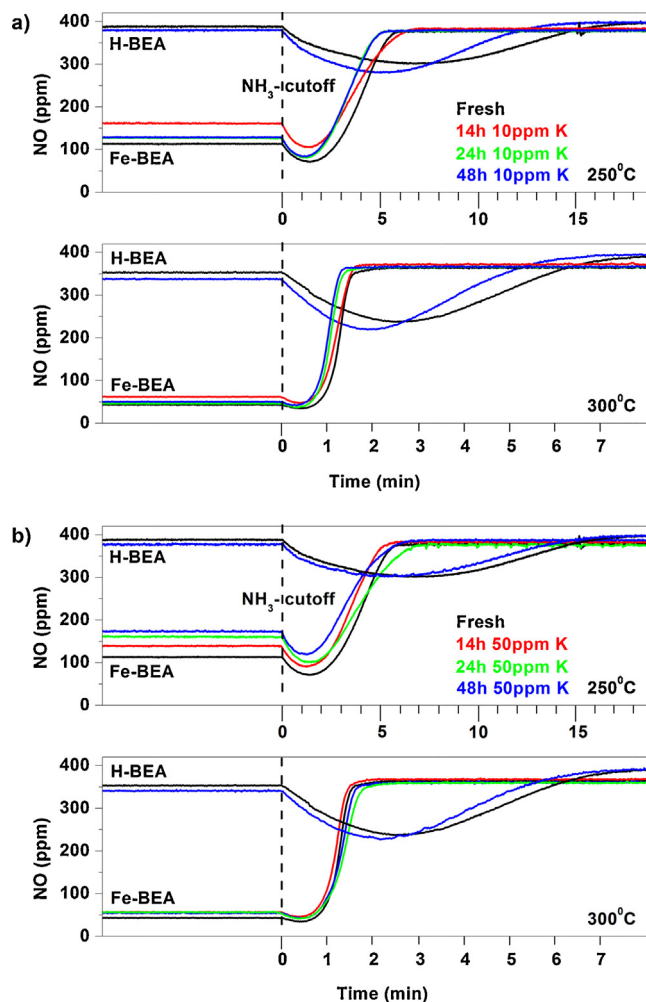 a)
400
300
200
100
0
NO (ppm)
H-BEA
NH3-cutoff
Fe-BEA
Fresh
14h 10ppm K
24h 10ppm K
48h 10ppm K
250⁰C
0 5 10 15
400
300
200
100
0
NO (ppm)
H-BEA
Fe-BEA
300⁰C
0 1 2 3 4 5 6 7
Time (min)
b)
400
300
200
100
0
NO (ppm)
H-BEA
NH3-cutoff
Fe-BEA
Fresh
14h 50ppm K
24h 50ppm K
48h 50ppm K
250⁰C
0 5 10 15
400
300
200
100
0
NO (ppm)
H-BEA
Fe-BEA
300⁰C
0 1 2 3 4 5 6 7
Time (min)